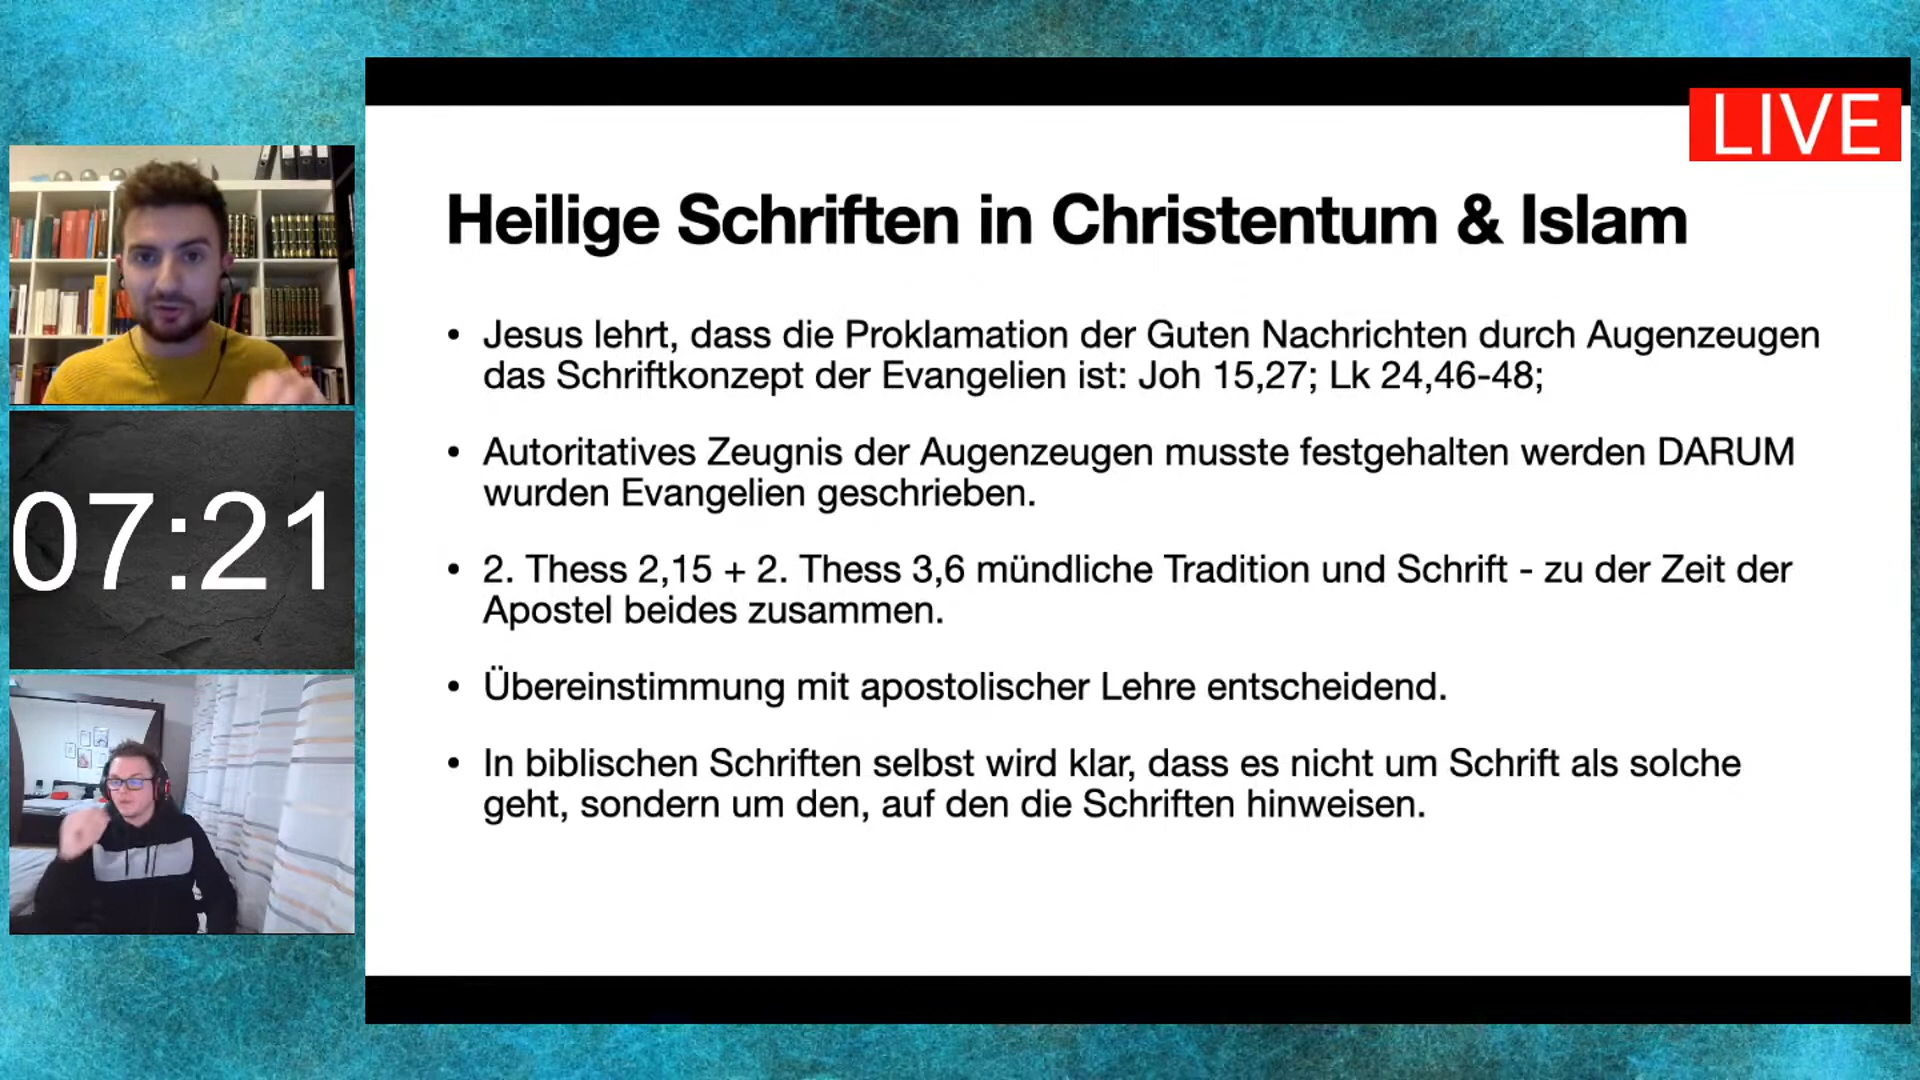 LIVE
Heilige Schriften in Christentum & Islam
• Jesus lehrt, dass die Proklamation der Guten Nachrichten durch Augenzeugen
das Schriftkonzept der Evangelien ist: Joh 15,27; Lk 24,46-48;
• Autoritatives Zeugnis der Augenzeugen musste festgehalten werden DARUM
wurden Evangelien geschrieben.
• 2. Thess 2,15 + 2. Thess 3,6 mündliche Tradition und Schrift - zu der Zeit der
Apostel beides zusammen.
• Übereinstimmung mit apostolischer Lehre entscheidend.
• In biblischen Schriften selbst wird klar, dass es nicht um Schrift als solche
geht, sondern um den, auf den die Schriften hinweisen.
07:21